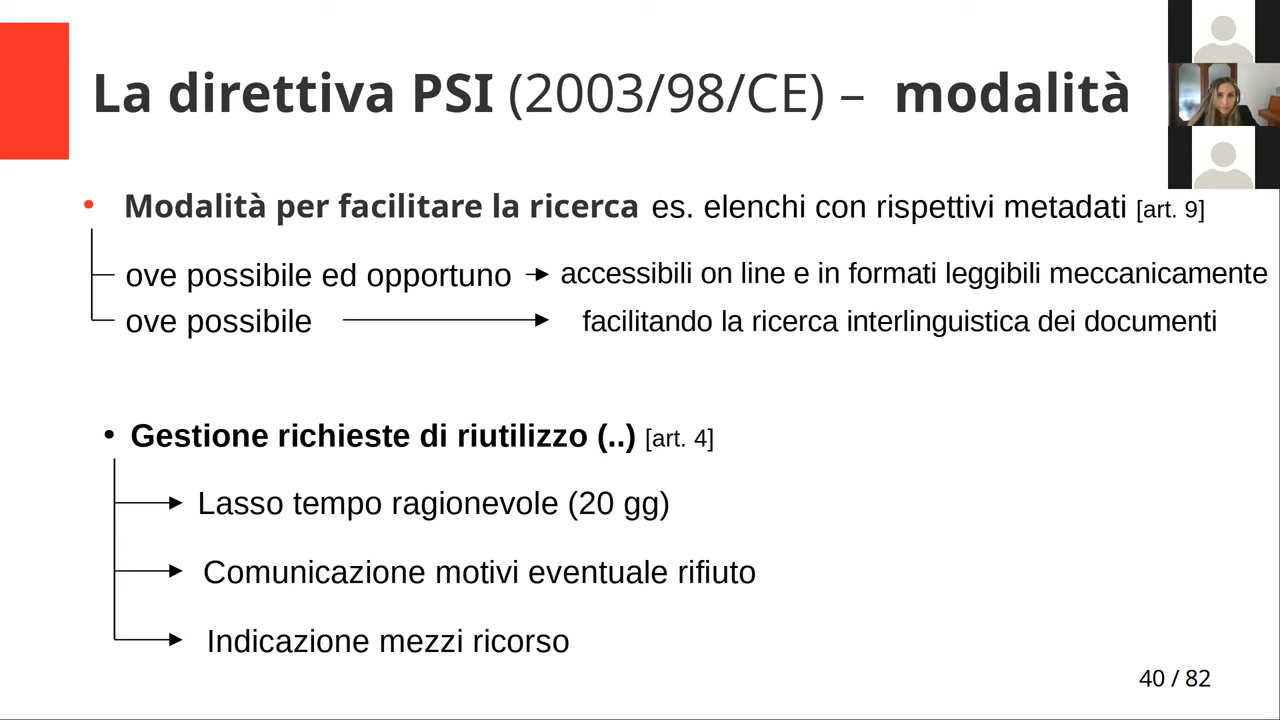 La direttiva PSI (2003/98/CE) – modalità
• Modalità per facilitare la ricerca es. elenchi con rispettivi metadati [art. 9]
ove possibile ed opportuno accessibili on line e in formati leggibili meccanicamente
ove possibile facilitando la ricerca interlinguistica dei documenti
• Gestione richieste di riutilizzo (..) [art. 4]
Lasso tempo ragionevole (20 gg)
Comunicazione motivi eventuale rifiuto
Indicazione mezzi ricorso
40 / 82